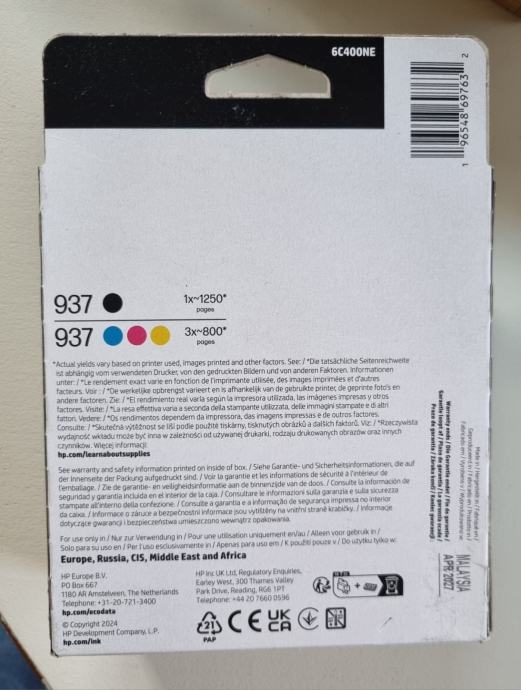 6C400NE
1 96548 69763 2
937 1x~1250*
pages
937 3x~800*
pages
*Actual yields vary based on printer used, images printed and other factors. See: / *Die tatsächliche Seitenreichweite
ist abhängig vom verwendeten Drucker, von den gedruckten Bildern und von anderen Faktoren. Informationen
unter: / *Le rendement exact varie en fonction de l'imprimante utilisée, des images imprimées et d'autres
facteurs. Voir : / *De werkelijke opbrengst varieert en is afhankelijk van de gebruikte printer, de geprinte foto's en
andere factoren. Zie: / *El rendimiento real varía según la impresora utilizada, las imágenes impresas y otros
factores. Visite: / *La resa effettiva varia a seconda della stampante utilizzata, delle immagini stampate e di altri
fattori. Vedere: / *Os rendimentos dependem da impressora, das imagens impressas e de outros factores.
Consulte: / *Skutečná výtěžnost se liší podle použité tiskárny, tiskutých obrázků a dalších faktorů. Viz: / *Rzeczywista
wydajność wkładu może być inna w zależności od używanej drukarki, rodzaju drukowanych obrazów oraz innych
czynników. Więcej informacji:
hp.com/learnaboutsupplies
See warranty and safety information printed on inside of box. / Siehe Garantie- und Sicherheitsinformationen, die auf
der Innenseite der Packung aufgedruckt sind. / Voir la garantie et les informations de sécurité à l'intérieur de
l'emballage. / Zie de garantie- en veiligheidsinformatie aan de binnenzijde van de doos. / Consulte la información de
seguridad y garantía incluida en el interior de la caja. / Consultare le informazioni sulla garanzia e sulla sicurezza
stampate all'interno della confezione. / Consulte a garantia e a informação de segurança impressa no interior
da caixa. / Informace o záruce a bezpečnostní informace jsou vytištěny na vnitřní straně krabičky. / Informacje
dotyczące gwarancji i bezpieczeństwa umieszczono wewnątrz opakowania.
For use only in / Nur zur Verwendung in / Pour une utilisation uniquement en/au / Alleen voor gebruik in /
Solo para su uso en / Per l'uso esclusivamente in / Apenas para uso em / K použití pouze v / Do użytku tylko w:
Europe, Russia, CIS, Middle East and Africa
HP Europe B.V.
PO Box 667
1180 AR Amstelveen, The Netherlands
Telephone: +31-20-721-3400
hp.com/ecodata
© Copyright 2024
HP Development Company, L.P.
hp.com/ink
HP Inc UK Ltd, Regulatory Enquiries,
Earley West, 300 Thames Valley
Park Drive, Reading, RG6 1PT
Telephone: +44 20 7660 0596
21
PAP
CE
UK
CA
Warranty ends /
MALAYSIA
APR 2027